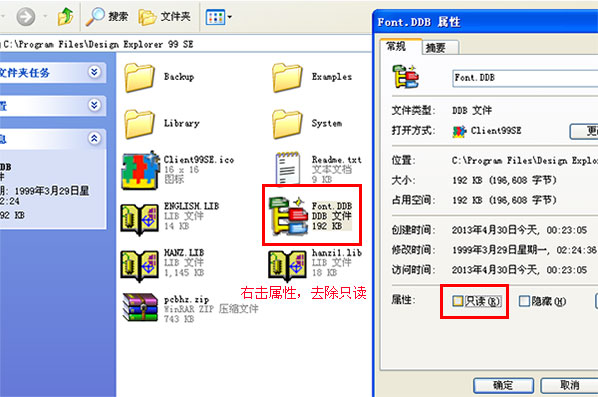 搜索 文件夹
C:\Program Files\Design Explorer 99 SE
文件夹任务
置
息
DB
期: 1999年3月29日星
2:24
92 KB
Backup
Examples
Library
System
Client99SE.ico
16 x 16
图标
Readme.txt
文本文档
9 KB
ENGLISH.LIB
LIB 文件
14 KB
Font.DDB
DDB 文件
192 KB
HANZ.LIB
LIB 文件
1,145 KB
hanzi1.lib
LIB 文件
18 KB
pcbhz.zip
WinRAR ZIP 压缩文件
743 KB
右击属性，去除只读
Font.DDB 属性
常规 摘要
Font.DDB
文件类型: DDB 文件
打开方式: Client99SE
更
位置: C:\Program Files\Design Explor
大小: 192 KB (196,608 字节)
占用空间: 192 KB (196,608 字节)
创建时间: 2013年4月30日今天, 00:23:05
修改时间: 1999年3月29日星期一, 02:24:36
访问时间: 2013年4月30日今天, 00:23:05
属性: 只读(R) 隐藏(H)
确定 取消